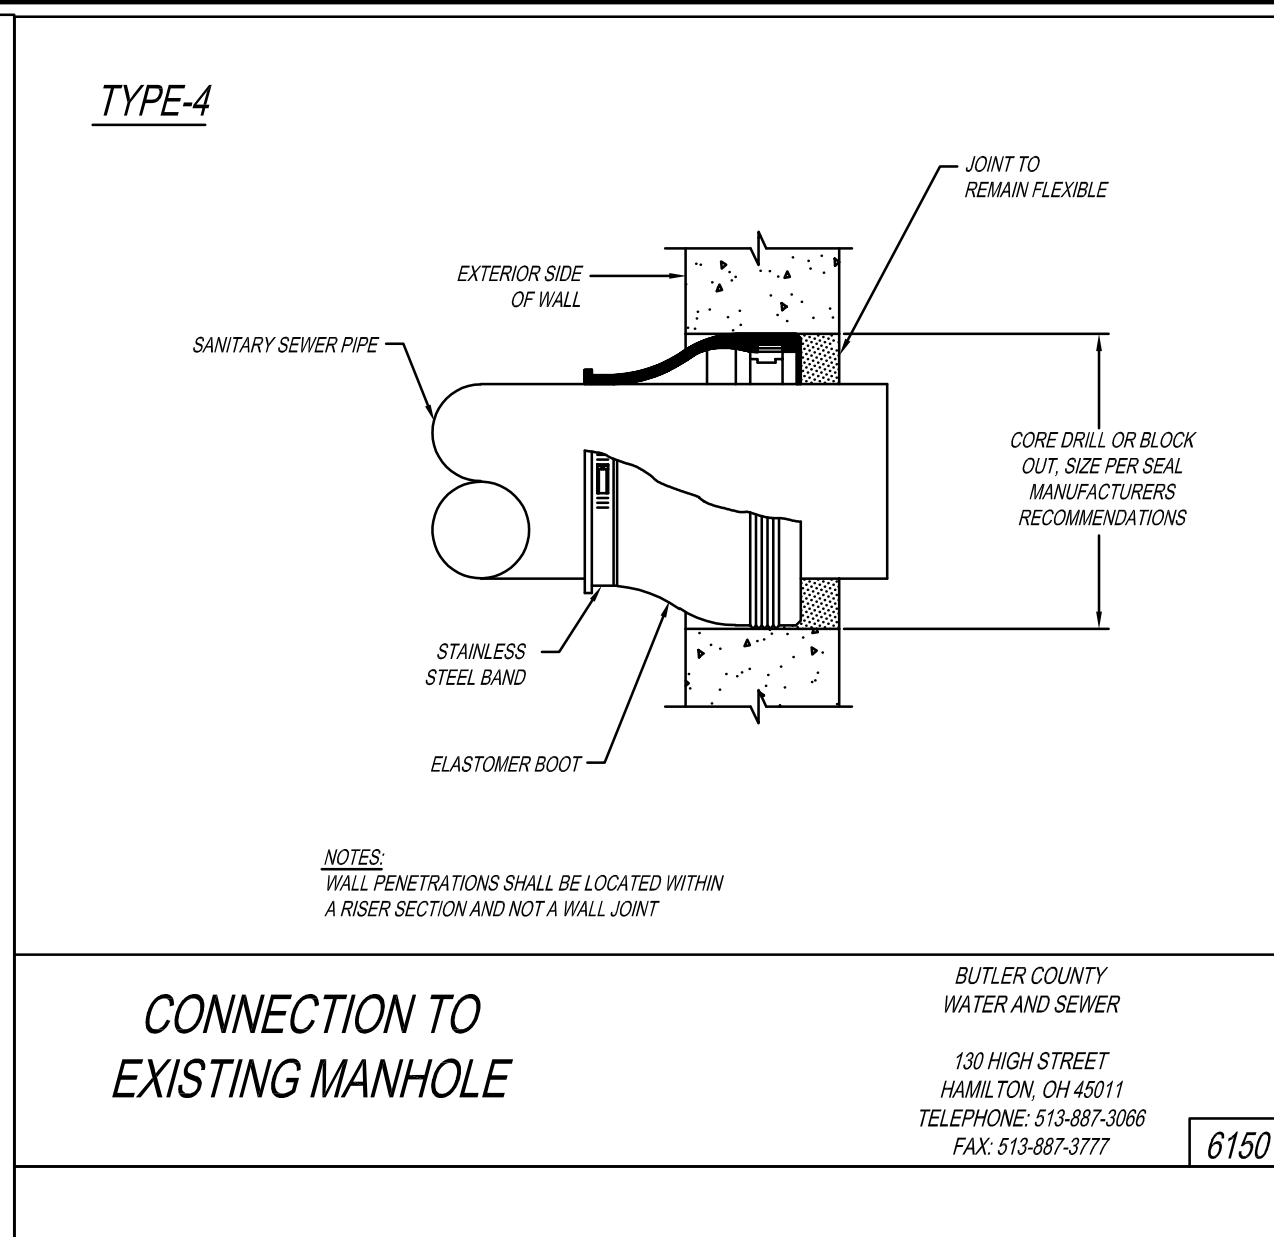 TYPE-4
JOINT TO
REMAIN FLEXIBLE
EXTERIOR SIDE
OF WALL
SANITARY SEWER PIPE
CORE DRILL OR BLOCK
OUT, SIZE PER SEAL
MANUFACTURERS
RECOMMENDATIONS
STAINLESS
STEEL BAND
ELASTOMER BOOT
NOTES:
WALL PENETRATIONS SHALL BE LOCATED WITHIN
A RISER SECTION AND NOT A WALL JOINT
CONNECTION TO
EXISTING MANHOLE
BUTLER COUNTY
WATER AND SEWER
130 HIGH STREET
HAMILTON, OH 45011
TELEPHONE: 513-887-3066
FAX: 513-887-3777
6150